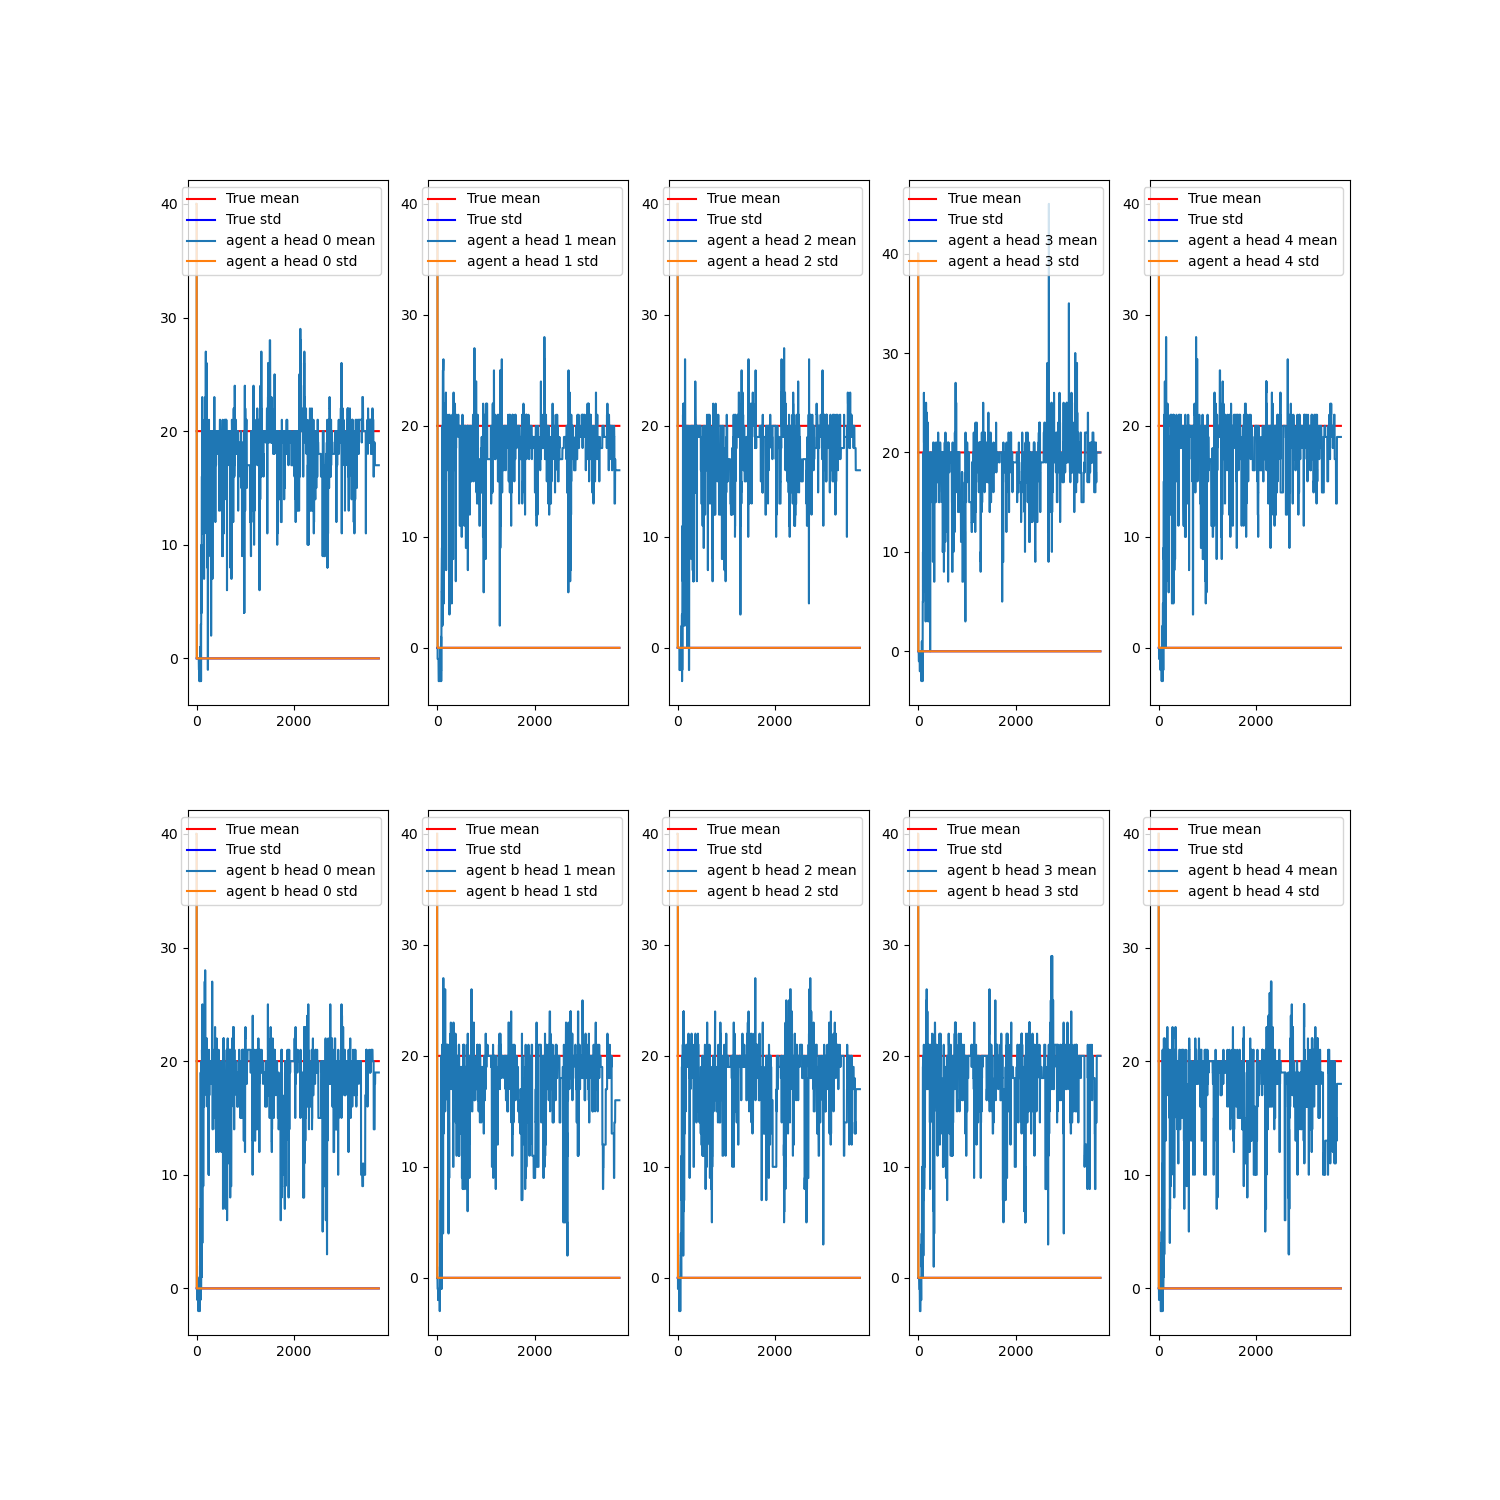 True mean
True std
agent a head 0 mean
agent a head 0 std
40
30
20
10
0
0 2000
True mean
True std
agent a head 1 mean
agent a head 1 std
40
30
20
10
0
0 2000
True mean
True std
agent a head 2 mean
agent a head 2 std
40
30
20
10
0
0 2000
True mean
True std
agent a head 3 mean
agent a head 3 std
40
30
20
10
0
0 2000
True mean
True std
agent a head 4 mean
agent a head 4 std
40
30
20
10
0
0 2000
True mean
True std
agent b head 0 mean
agent b head 0 std
40
30
20
10
0
0 2000
True mean
True std
agent b head 1 mean
agent b head 1 std
40
30
20
10
0
0 2000
True mean
True std
agent b head 2 mean
agent b head 2 std
40
30
20
10
0
0 2000
True mean
True std
agent b head 3 mean
agent b head 3 std
40
30
20
10
0
0 2000
True mean
True std
agent b head 4 mean
agent b head 4 std
40
30
20
10
0
0 2000